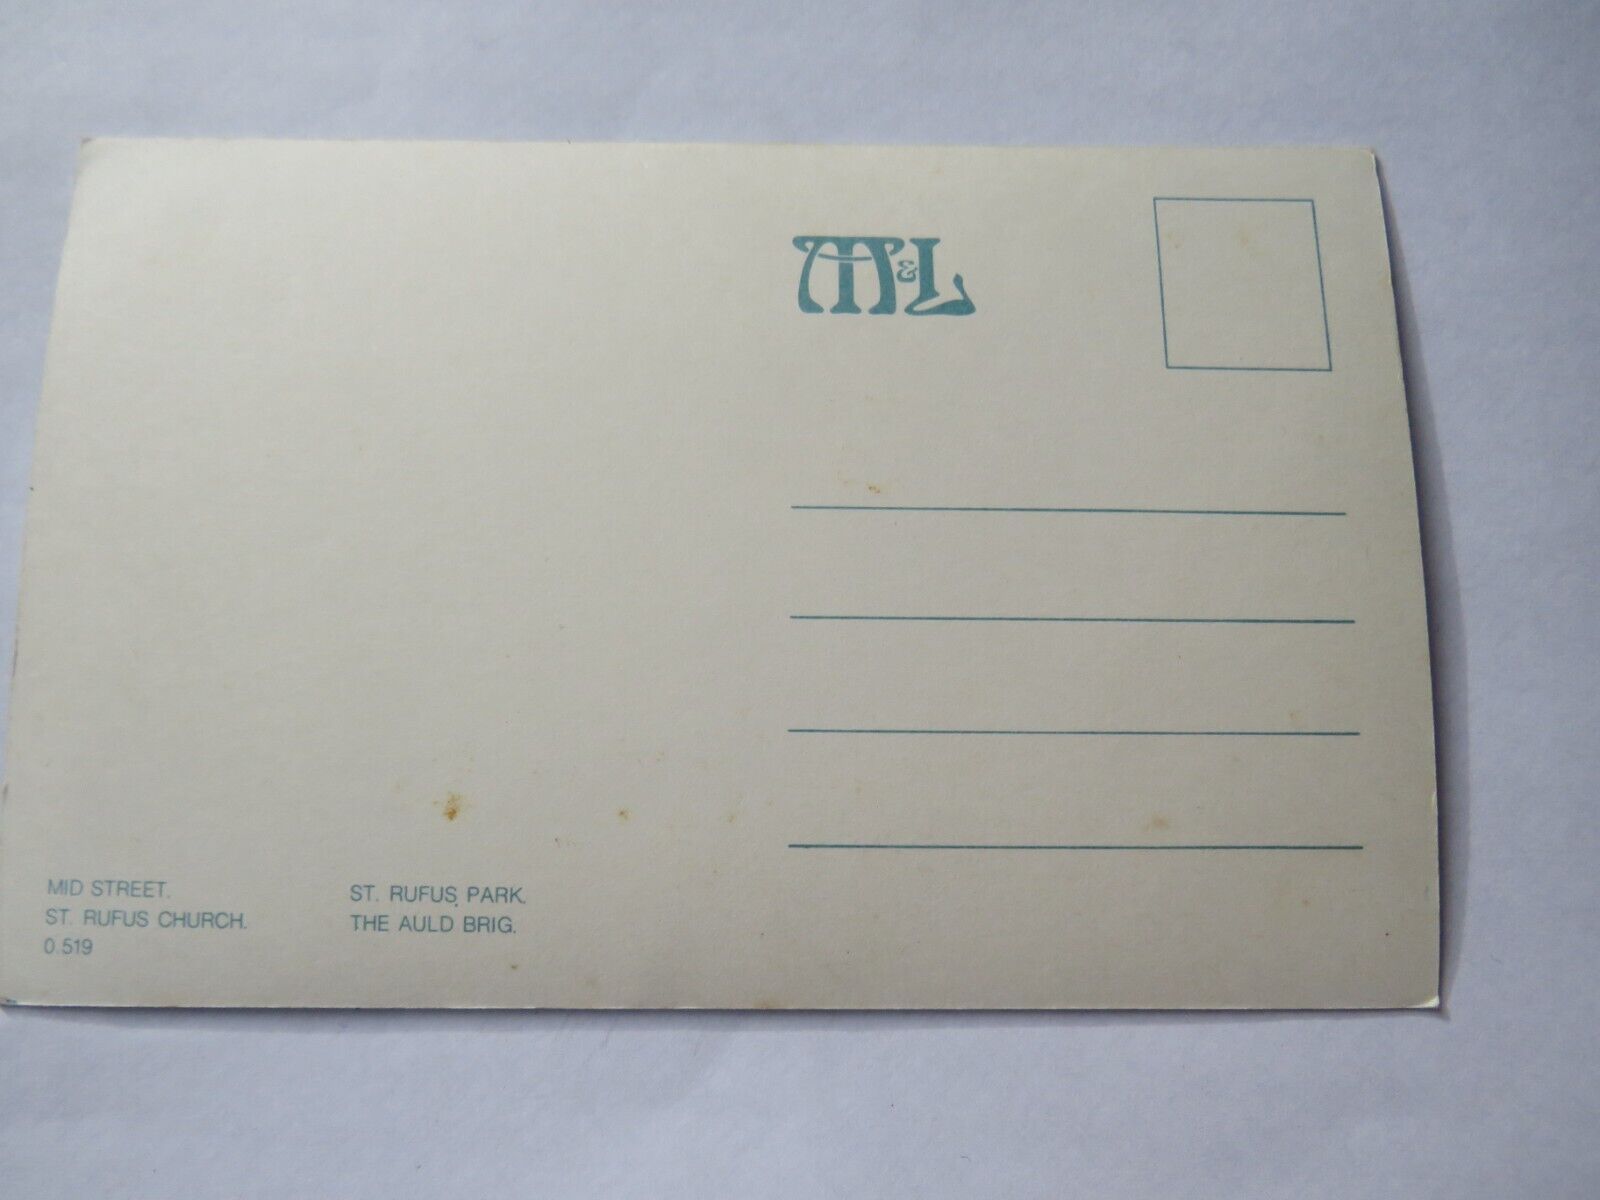 M&L
MID STREET.
ST. RUFUS CHURCH.
0.519
ST. RUFUS PARK.
THE AULD BRIG.